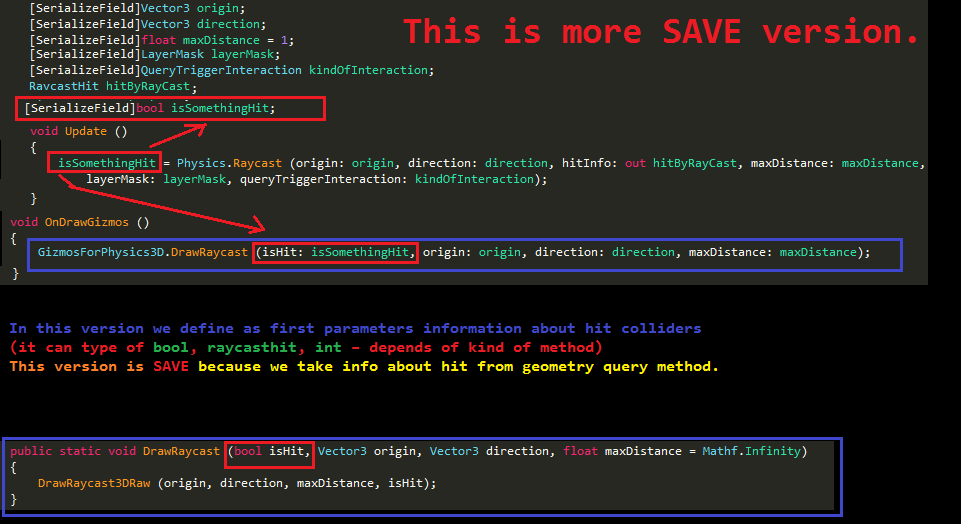 [SerializeField]Vector3 origin;
This is more SAVE version.
[SerializeField]Vector3 direction;
[SerializeField]float maxDistance = 1;
[SerializeField]LayerMask layerMask;
[SerializeField]QueryTriggerInteraction kindOfInteraction;
RaycastHit hitByRayCast;
[SerializeField]bool isSomethingHit;
void Update ()
{
isSomethingHit = Physics.Raycast (origin: origin, direction: direction, hitInfo: out hitByRayCast, maxDistance: maxDistance,
layerMask: layerMask, queryTriggerInteraction: kindOfInteraction);
}
void OnDrawGizmos ()
{
GizmosForPhysics3D.DrawRaycast (isHit: isSomethingHit, origin: origin, direction: direction, maxDistance: maxDistance);
}
In this version we define as first parameters information about hit colliders
(it can type of bool, raycasthit, int – depends of kind of method)
This version is SAVE because we take info about hit from geometry query method.
public static void DrawRaycast (bool isHit, Vector3 origin, Vector3 direction, float maxDistance = Mathf.Infinity)
{
DrawRaycast3DRaw (origin, direction, maxDistance, isHit);
}